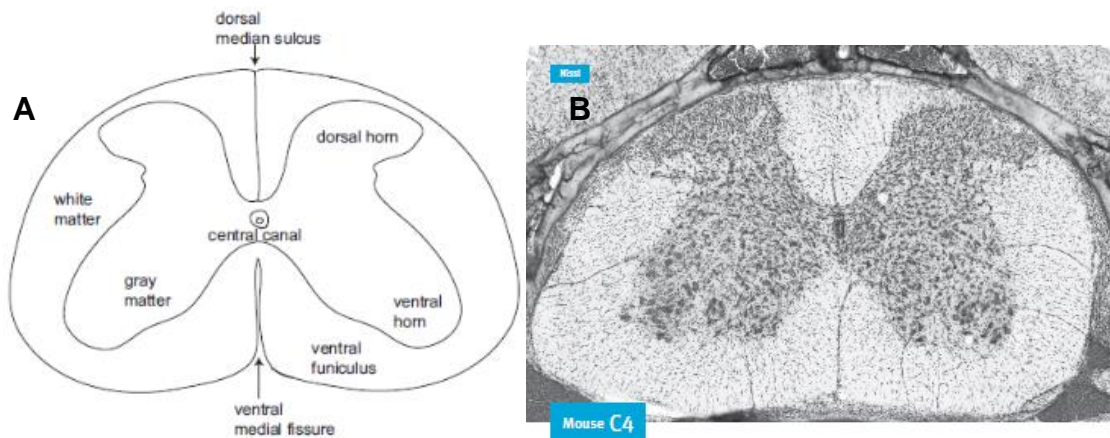 dorsal
median sulcus
A
dorsal horn
white
matter
central canal
gray
matter
ventral
horn
ventral
funiculus
ventral
medial fissure
Nissl
B
Mouse C4